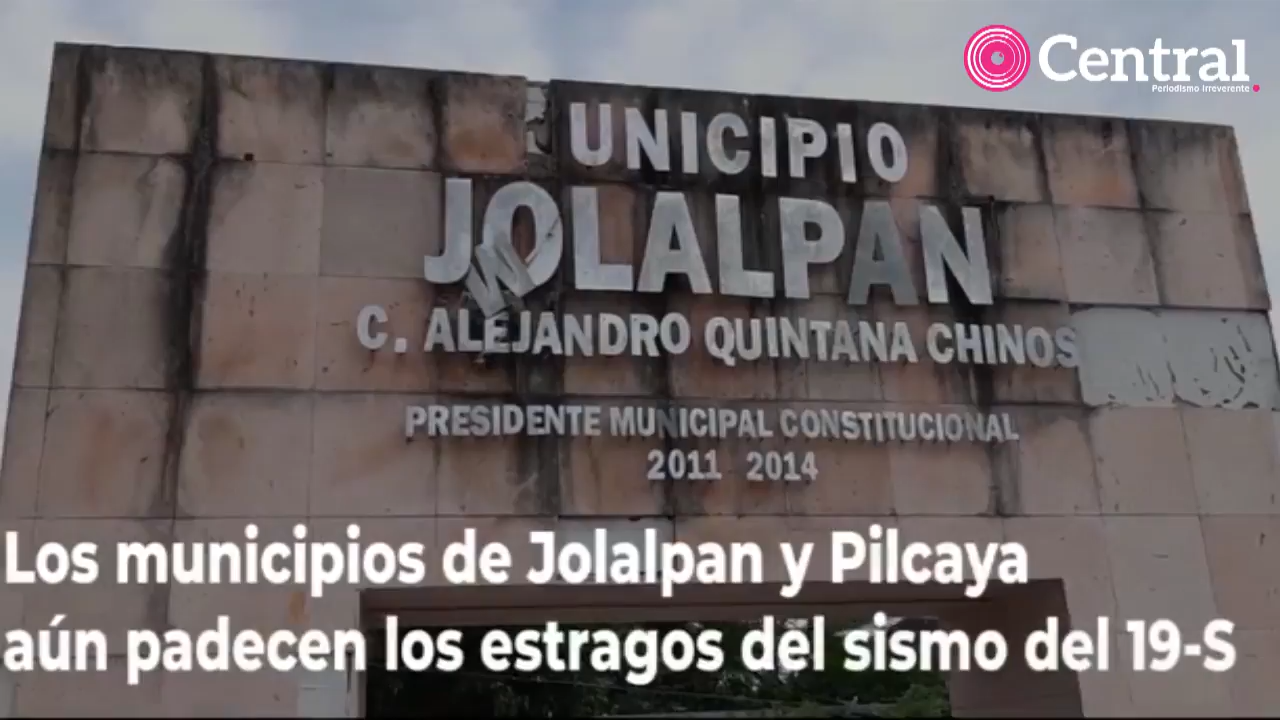 Central
Periodismo Irreverente
UNICIPIO
JOLALPAN
M
C. ALEJANDRO QUINTANA CHINOS
PRESIDENTE MUNICIPAL CONSTITUCIONAL
2011 2014
Los municipios de Jolalpan y Pilcaya
aún padecen los estragos del sismo del 19-S